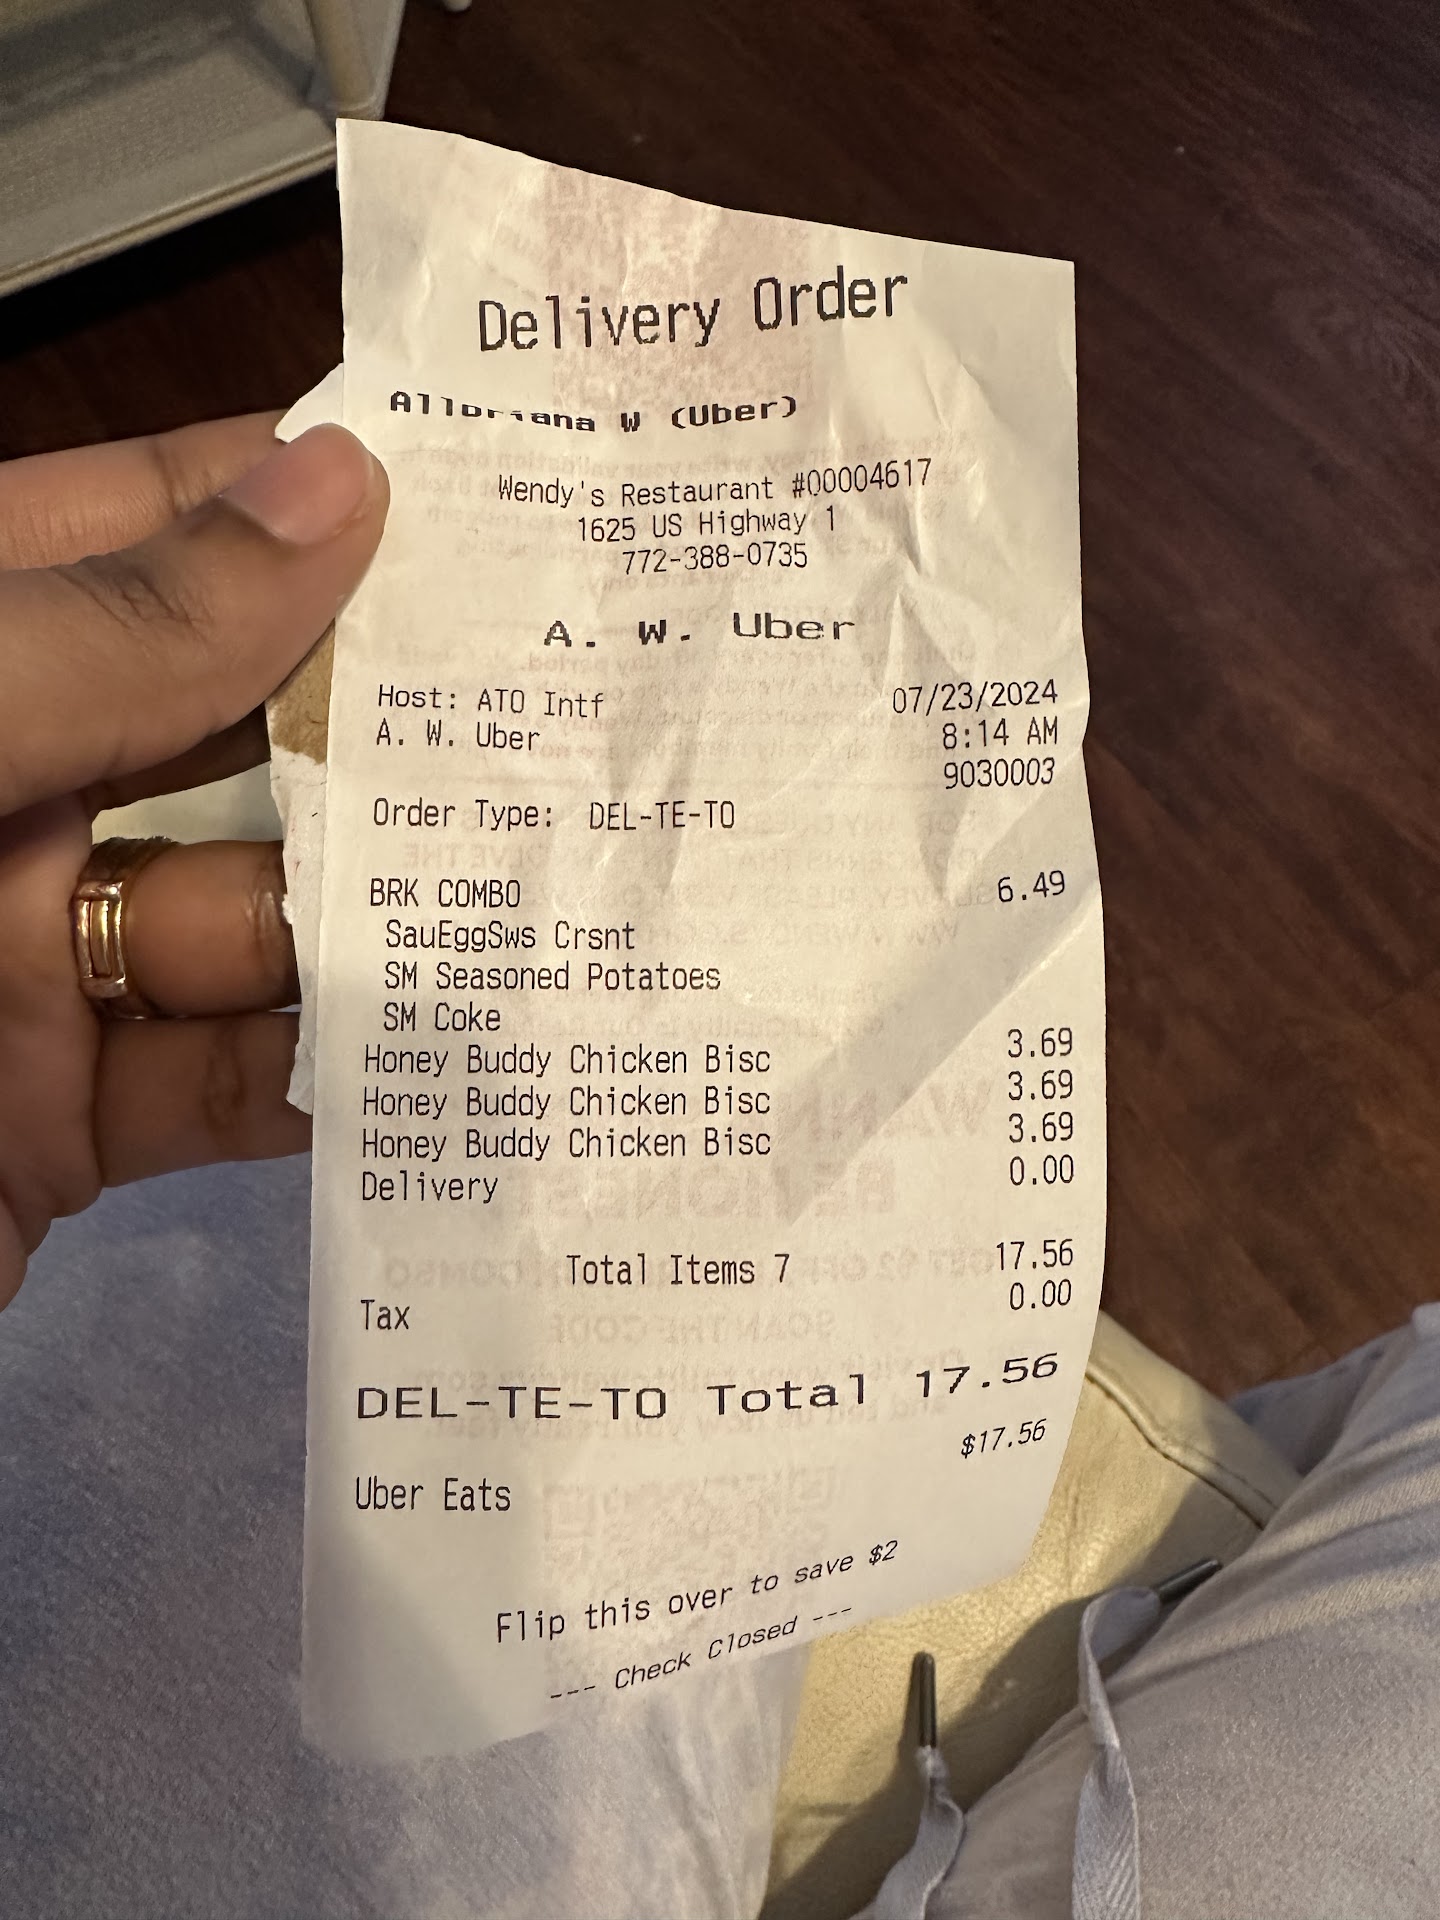 Delivery Order
W (Uber)
Wendy's Restaurant #00004617
1625 US Highway 1
772-388-0735
A. W. Uber
Host: ATO Intf 07/23/2024
A. W. Uber 8:14 AM
9030003
Order Type: DEL-TE-TO
BRK COMBO 6.49
SauEggSws Crsnt
SM Seasoned Potatoes
SM Coke
Honey Buddy Chicken Bisc 3.69
Honey Buddy Chicken Bisc 3.69
Honey Buddy Chicken Bisc 3.69
Delivery 0.00
Total Items 7 17.56
Tax 0.00
DEL-TE-TO Total 17.56
$17.56
Uber Eats
Flip this over to save $2
--- Check Closed ---